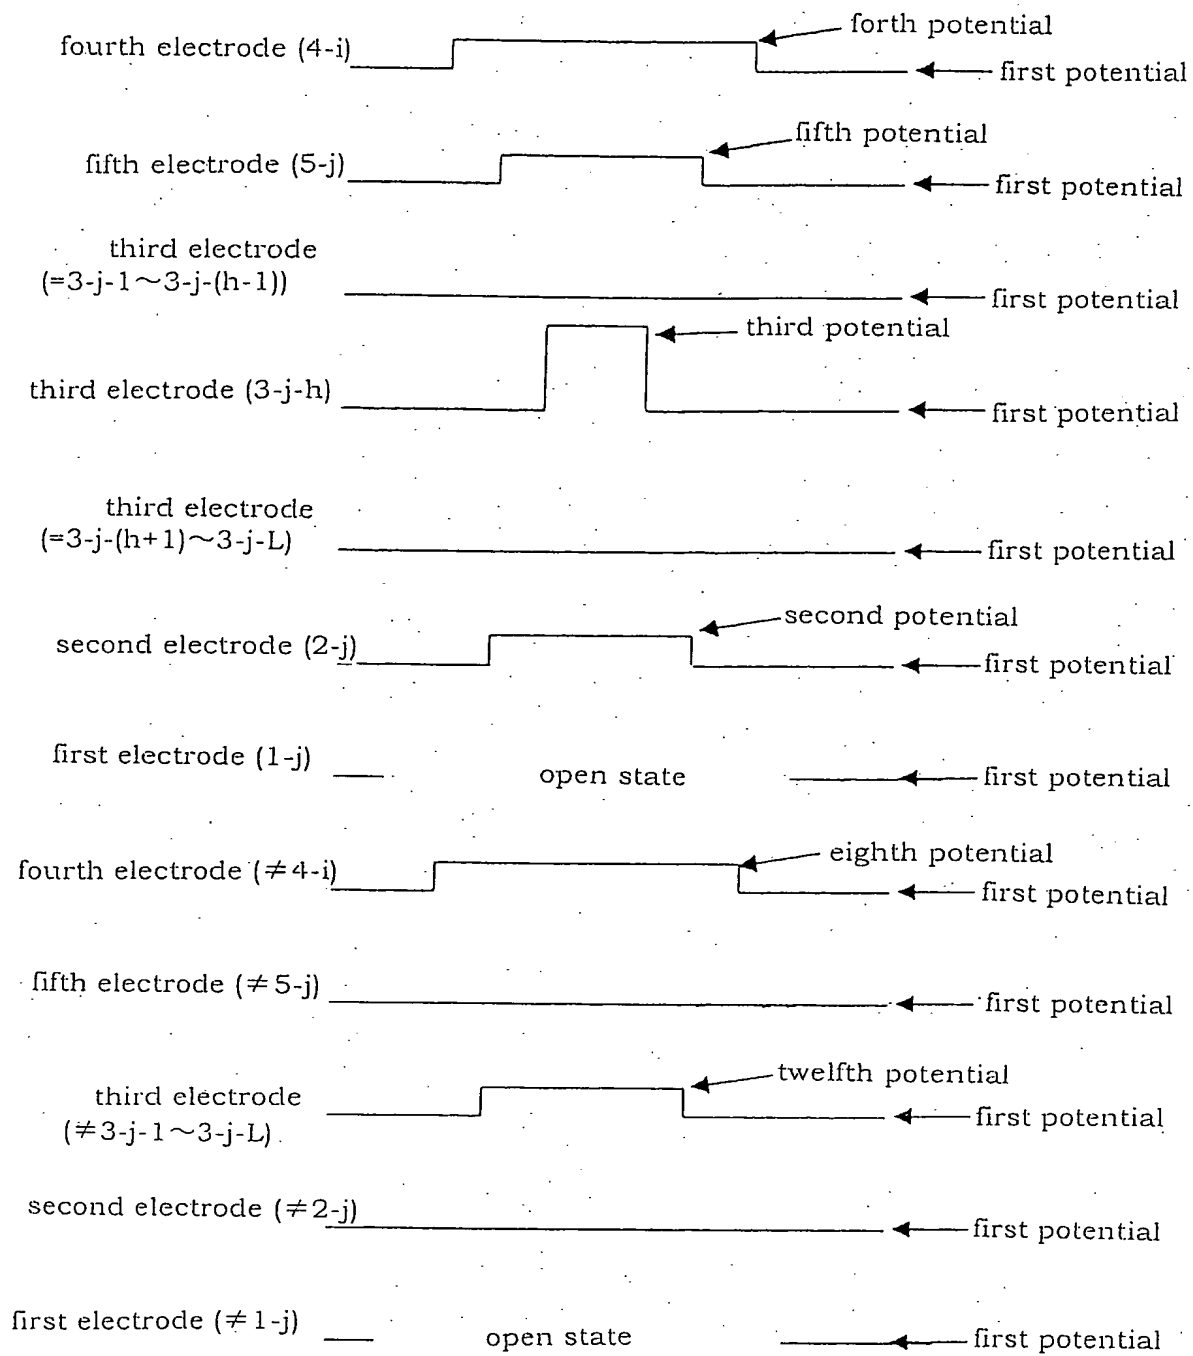 forth potential
fourth electrode (4-i)
first potential
fifth potential
fifth electrode (5-j)
first potential
third electrode
(=3-j-1～3-j-(h-1))
first potential
third potential
third electrode (3-j-h)
first potential
third electrode
(=3-j-(h+1)～3-j-L)
first potential
second potential
second electrode (2-j)
first potential
first electrode (1-j)
open state
first potential
eighth potential
fourth electrode (≠4-i)
first potential
fifth electrode (≠5-j)
first potential
twelfth potential
third electrode
(≠3-j-1～3-j-L)
first potential
second electrode (≠2-j)
first potential
first electrode (≠1-j)
open state
first potential